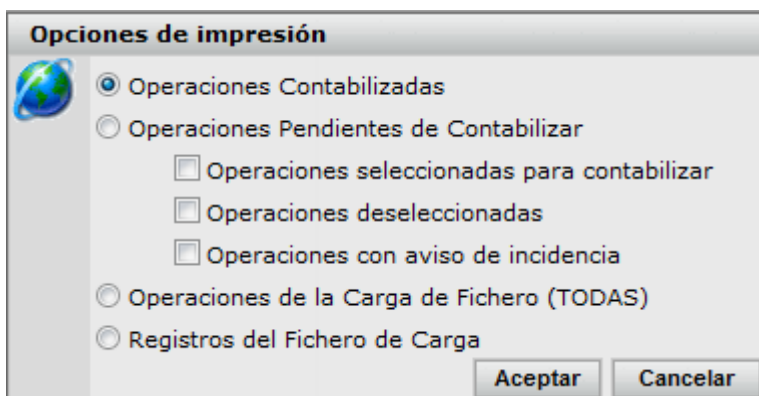 Opciones de impresión
Operaciones Contabilizadas
Operaciones Pendientes de Contabilizar
Operaciones seleccionadas para contabilizar
Operaciones deseleccionadas
Operaciones con aviso de incidencia
Operaciones de la Carga de Fichero (TODAS)
Registros del Fichero de Carga
Aceptar Cancelar